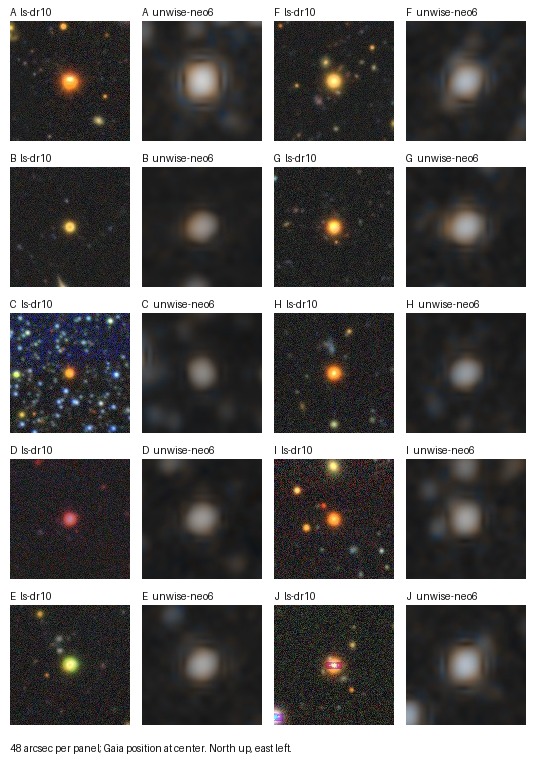 A ls-dr10 A unwise-neo6 F ls-dr10 F unwise-neo6
B ls-dr10 B unwise-neo6 G ls-dr10 G unwise-neo6
C ls-dr10 C unwise-neo6 H ls-dr10 H unwise-neo6
D ls-dr10 D unwise-neo6 I ls-dr10 I unwise-neo6
E ls-dr10 E unwise-neo6 J ls-dr10 J unwise-neo6
48 arcsec per panel; Gaia position at center. North up, east left.